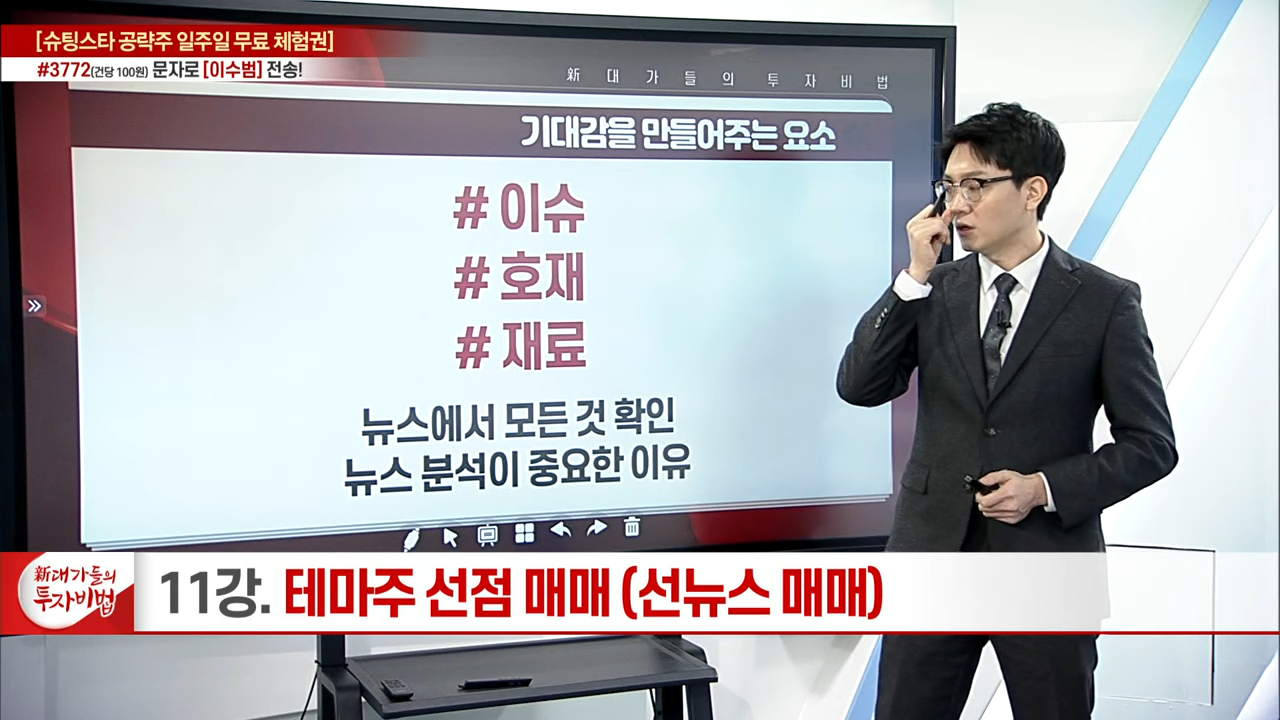 [슈팅스타 공략주 일주일 무료 체험권]
#3772(건당 100원) 문자로 [이수범] 전송!
新 대 가 들 의 투 자 비 법
기대감을 만들어주는 요소
# 이슈
# 호재
# 재료
뉴스에서 모든 것 확인
뉴스 분석이 중요한 이유
新대가들의
투자비법
11강. 테마주 선점 매매 (선뉴스 매매)